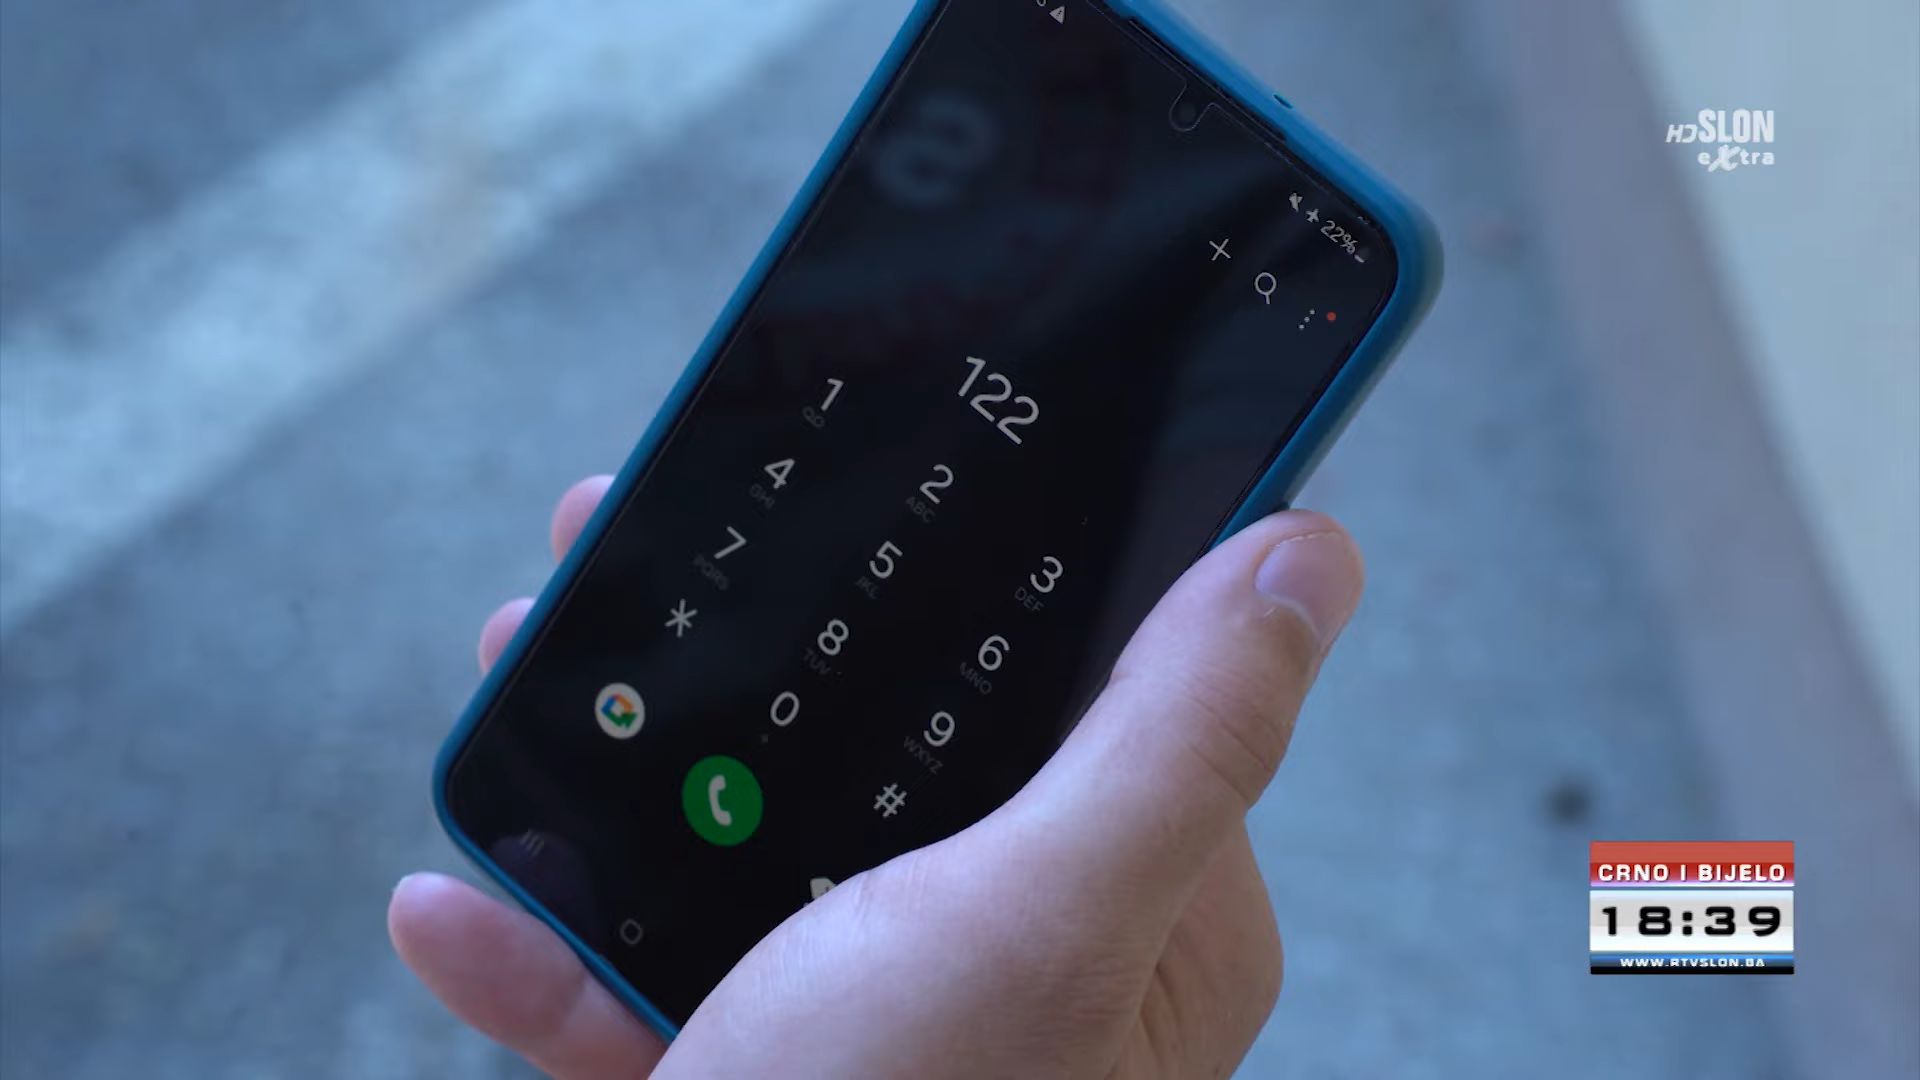 HD SLON
eXtra
22%
122
1
2
ABC
3
DEF
4
GHI
5
JKL
6
MNO
7
PQRS
8
TUV
9
WXYZ
*
0
+
#
CRNO I BIJELO
18:39
WWW.RTVSLON.BA